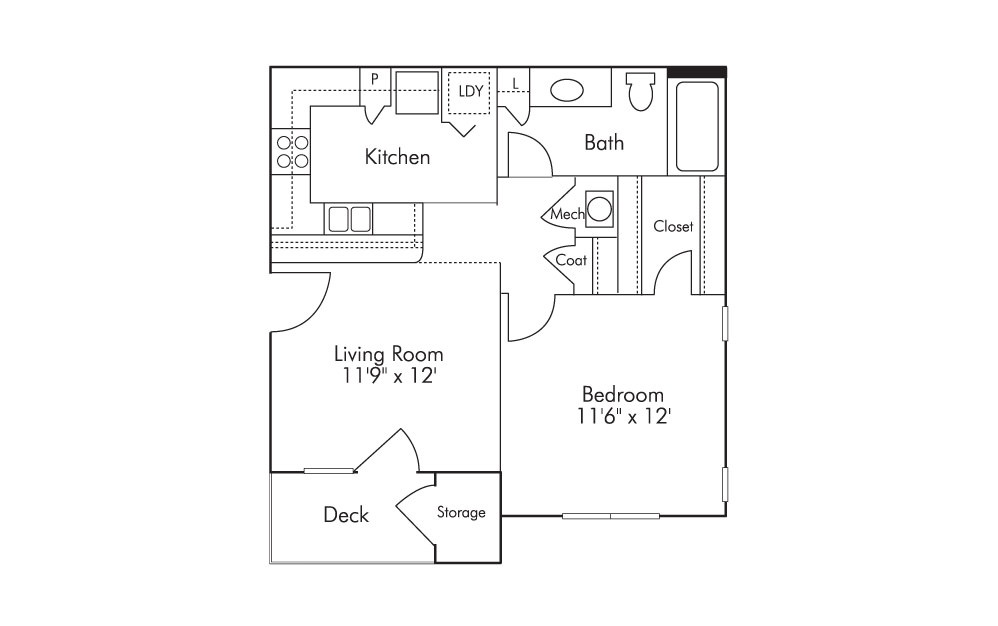 P
LDY
L
Kitchen
Bath
Mech
Closet
Coat
Living Room
11'9" x 12'
Bedroom
11'6" x 12'
Deck
Storage